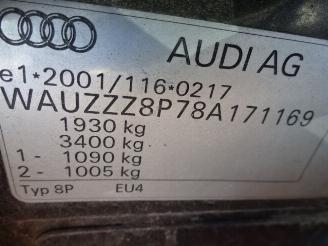 AUDI AG
e1*2001/116*0217
WAUZZZ8P78A171169
1930 kg
3400 kg
1 - 1090 kg
2 - 1005 kg
Typ 8P EU4